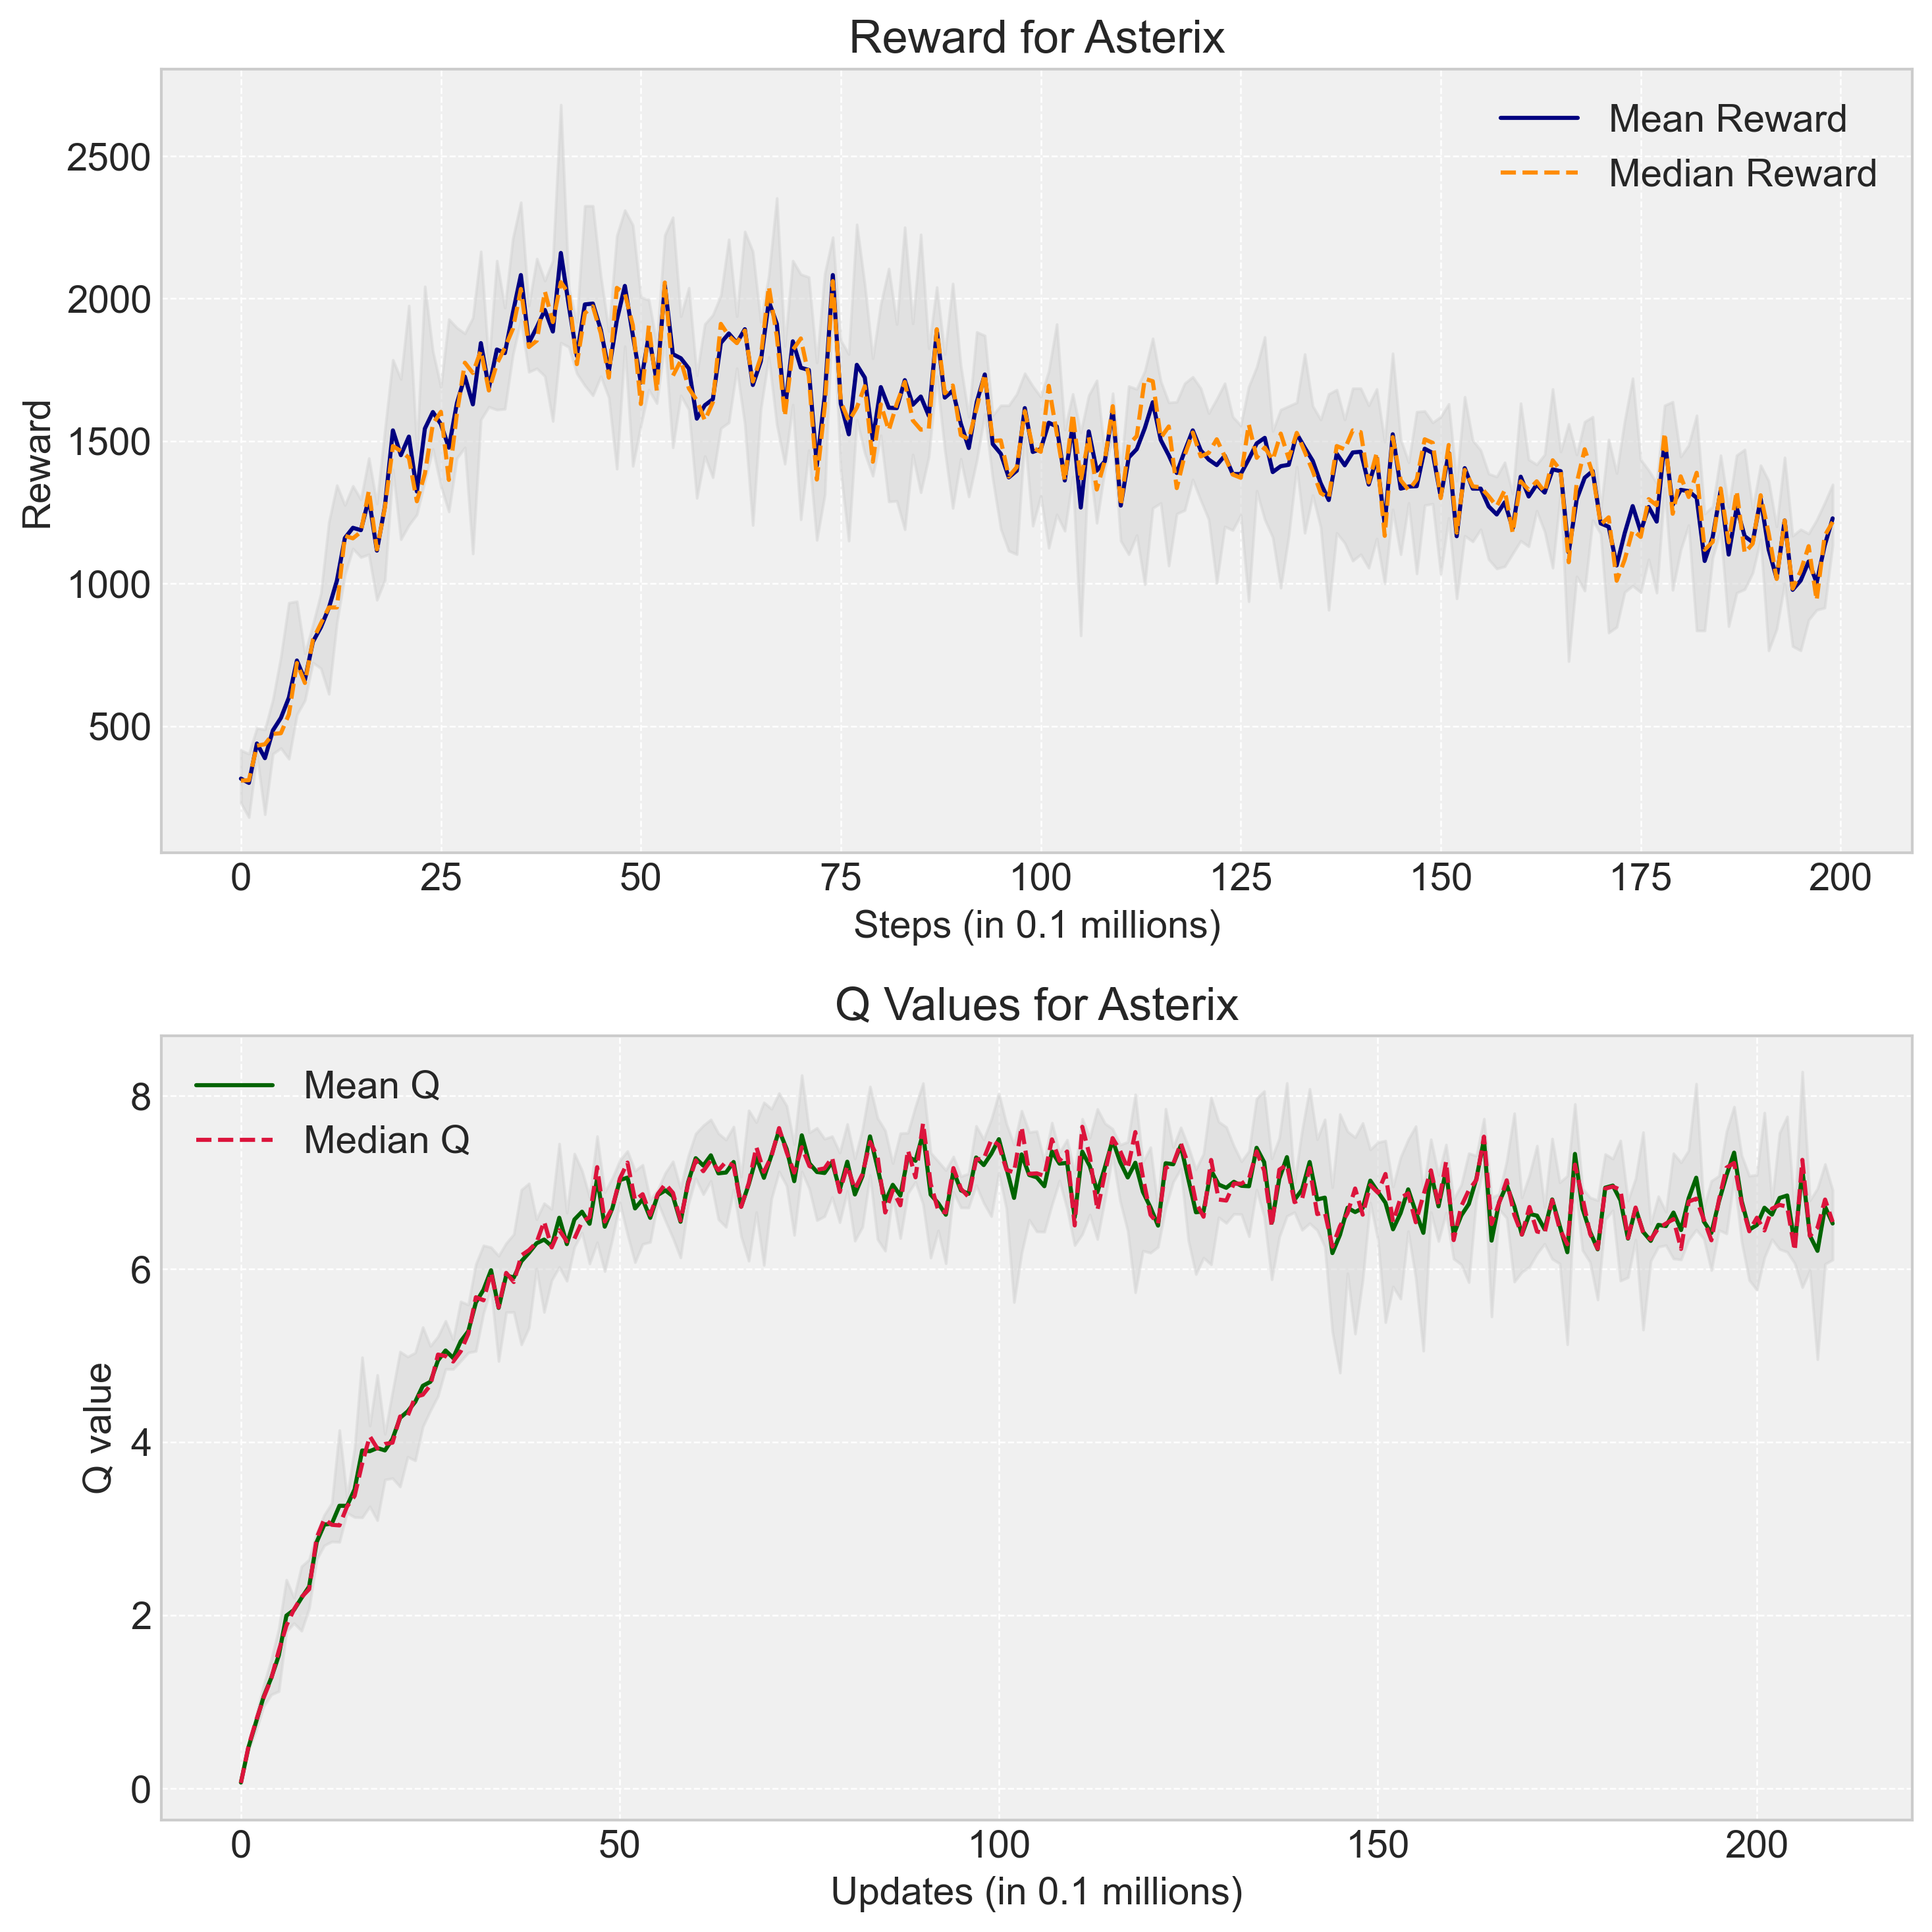 Reward for Asterix
Mean Reward
Median Reward
Reward
2500
2000
1500
1000
500
0 25 50 75 100 125 150 175 200
Steps (in 0.1 millions)
Q Values for Asterix
Mean Q
Median Q
Q value
8
6
4
2
0
0 50 100 150 200
Updates (in 0.1 millions)